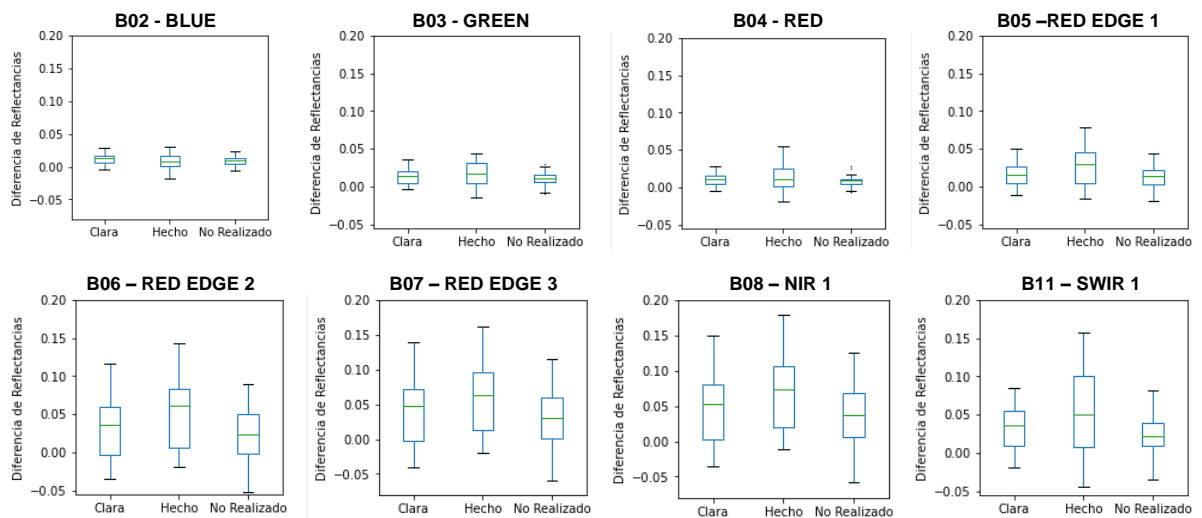 B02 - BLUE
Diferencia de Reflectancias
0.20
0.15
0.10
0.05
0.00
−0.05
Clara Hecho No Realizado
B03 - GREEN
Diferencia de Reflectancias
0.20
0.15
0.10
0.05
0.00
−0.05
Clara Hecho No Realizado
B04 - RED
Diferencia de Reflectancias
0.20
0.15
0.10
0.05
0.00
−0.05
Clara Hecho No Realizado
B05 –RED EDGE 1
Diferencia de Reflectancias
0.20
0.15
0.10
0.05
0.00
−0.05
Clara Hecho No Realizado
B06 – RED EDGE 2
Diferencia de Reflectancias
0.20
0.15
0.10
0.05
0.00
−0.05
Clara Hecho No Realizado
B07 – RED EDGE 3
Diferencia de Reflectancias
0.20
0.15
0.10
0.05
0.00
−0.05
Clara Hecho No Realizado
B08 – NIR 1
Diferencia de Reflectancias
0.20
0.15
0.10
0.05
0.00
−0.05
Clara Hecho No Realizado
B11 – SWIR 1
Diferencia de Reflectancias
0.20
0.15
0.10
0.05
0.00
−0.05
Clara Hecho No Realizado